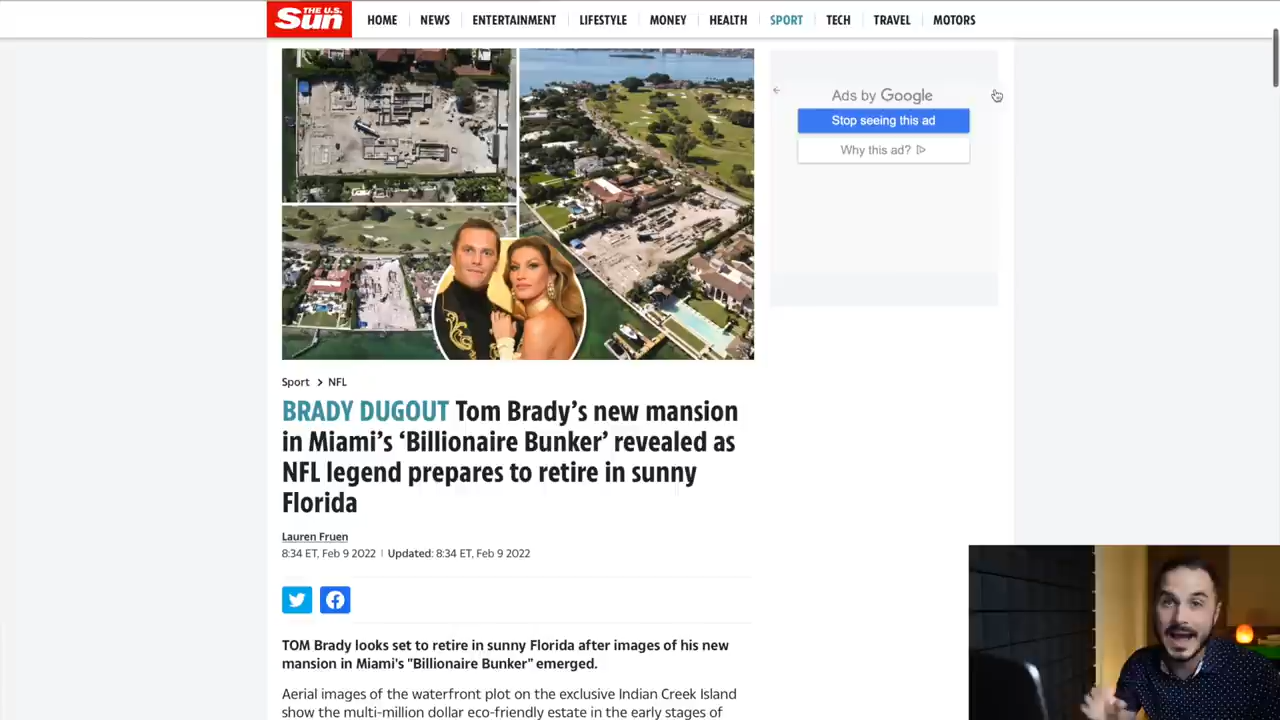 THE U.S.
Sun
HOME NEWS ENTERTAINMENT LIFESTYLE MONEY HEALTH SPORT TECH TRAVEL MOTORS
Ads by Google
Stop seeing this ad
Why this ad?
Sport > NFL
BRADY DUGOUT Tom Brady’s new mansion
in Miami’s ‘Billionaire Bunker’ revealed as
NFL legend prepares to retire in sunny
Florida
Lauren Fruen
8:34 ET, Feb 9 2022 | Updated: 8:34 ET, Feb 9 2022
TOM Brady looks set to retire in sunny Florida after images of his new
mansion in Miami's "Billionaire Bunker" emerged.
Aerial images of the waterfront plot on the exclusive Indian Creek Island
show the multi-million dollar eco-friendly estate in the early stages of